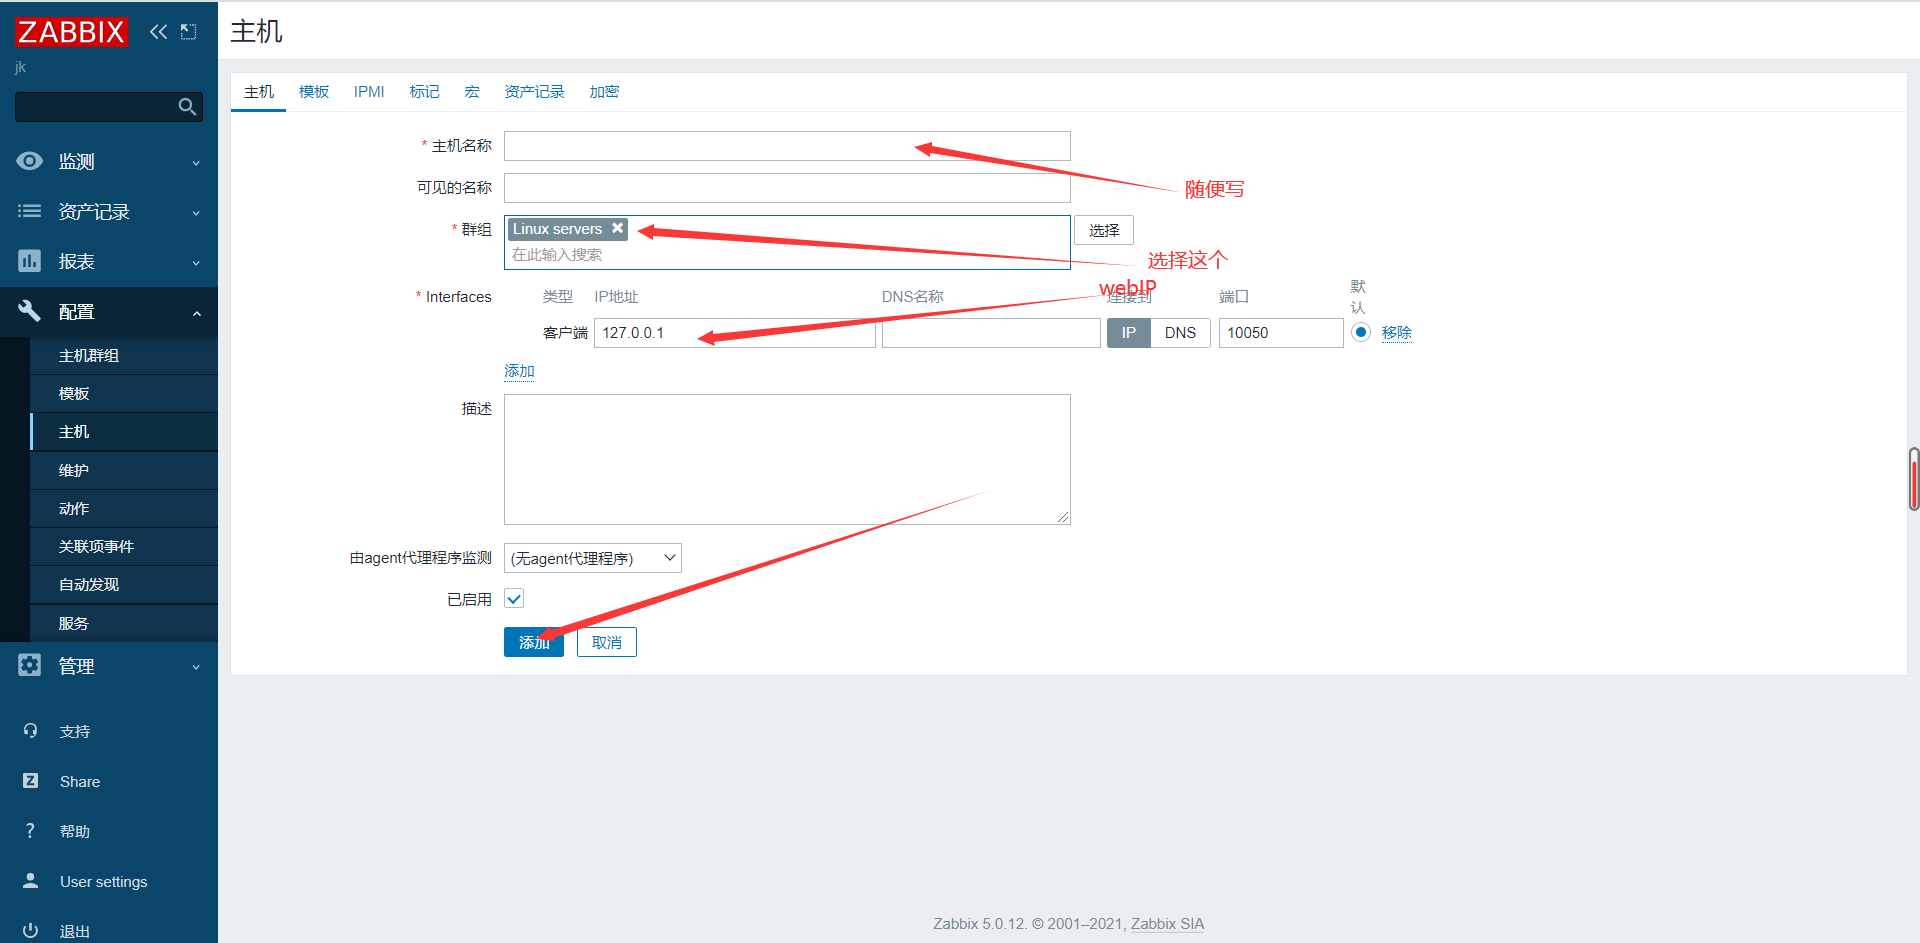 ZABBIX
jk
监测
资产记录
报表
配置
主机群组
模板
主机
维护
动作
关联项事件
自动发现
服务
管理
支持
Share
帮助
User settings
退出
主机
主机 模板 IPMI 标记 宏 资产记录 加密
* 主机名称
随便写
可见的名称
* 群组 Linux servers 选择
在此输入搜索
选择这个
webIP
* Interfaces 类型 IP地址 DNS名称 连接到 端口 默认
客户端 127.0.0.1 IP DNS 10050 移除
添加
描述
由agent代理程序监测 (无agent代理程序)
已启用
添加 取消
Zabbix 5.0.12. © 2001–2021, Zabbix SIA